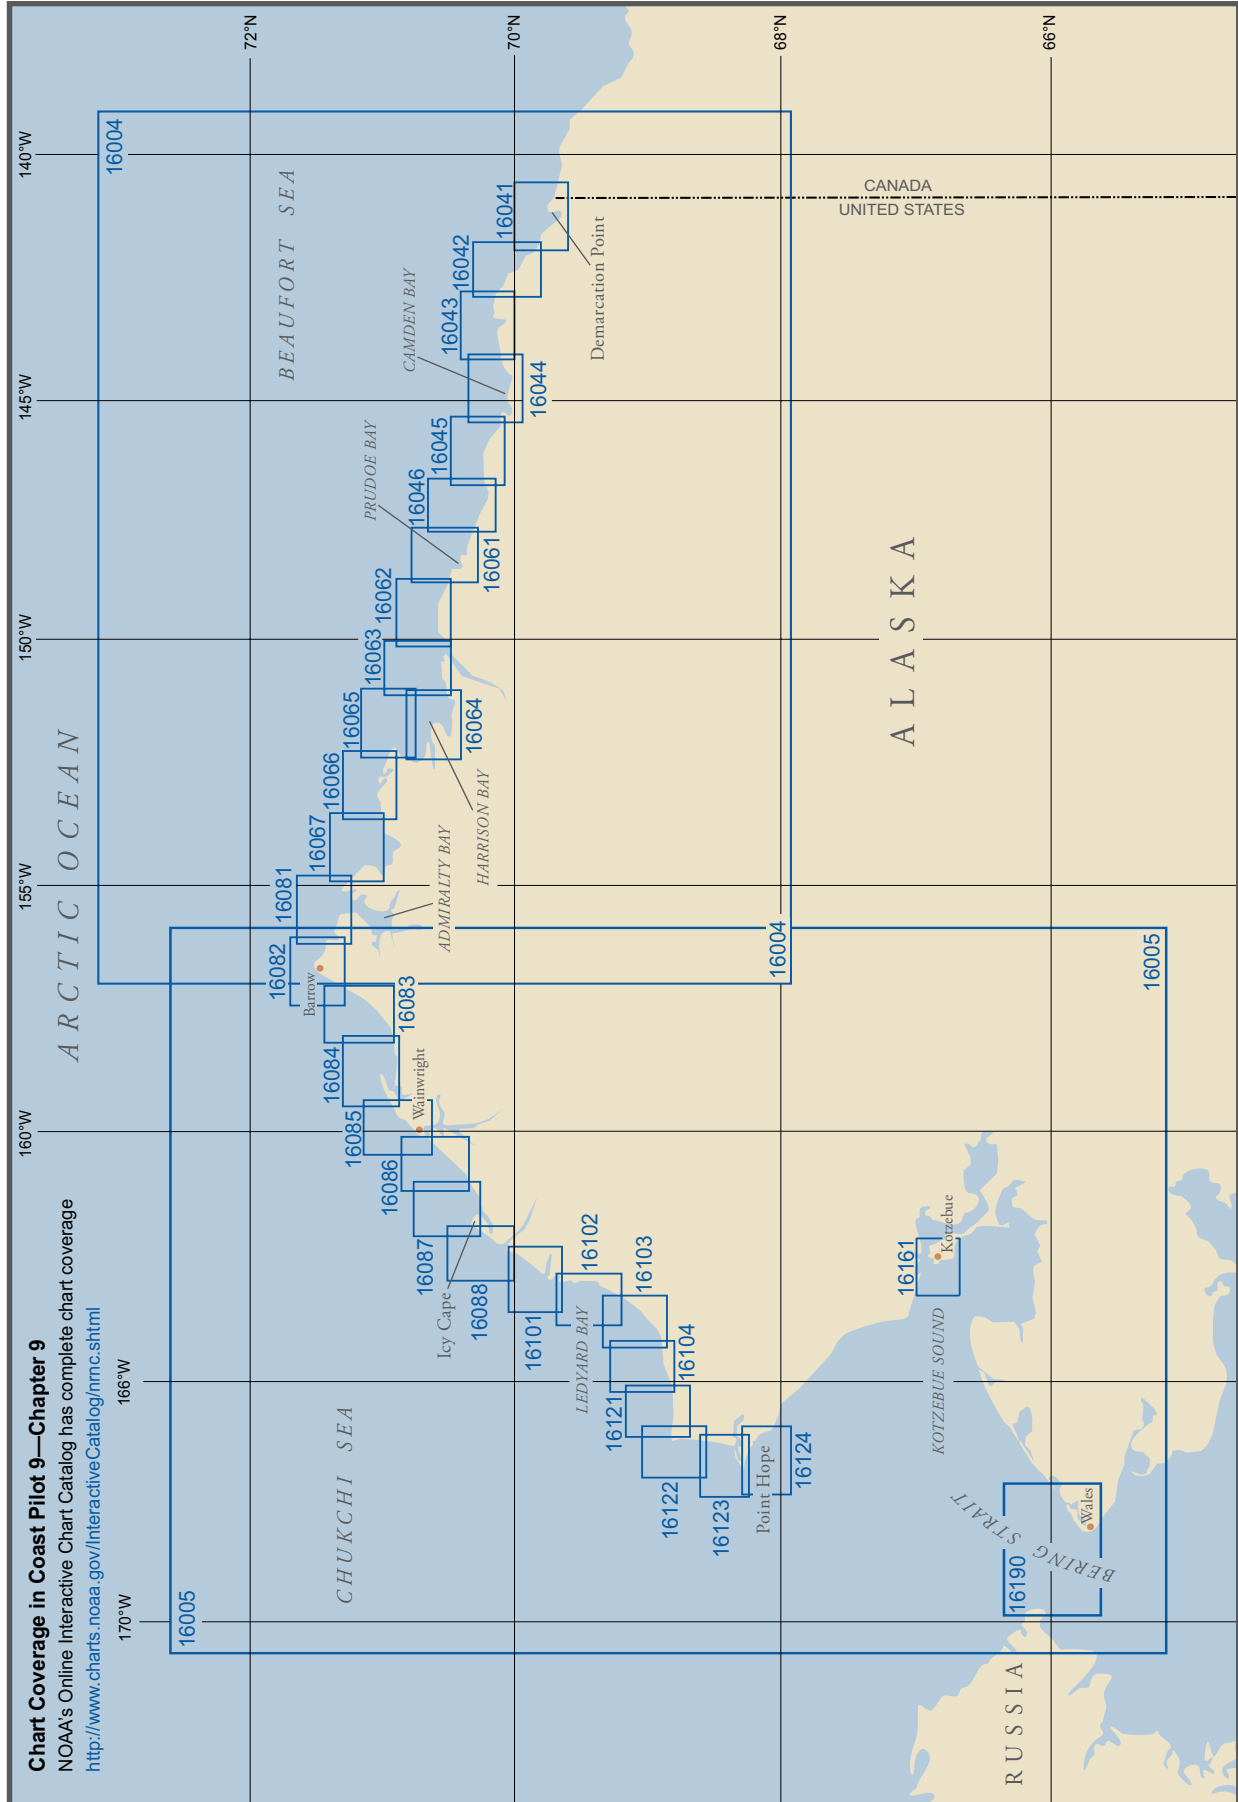 Chart Coverage in Coast Pilot 9—Chapter 9
NOAA's Online Interactive Chart Catalog has complete chart coverage
http://www.charts.noaa.gov/InteractiveCatalog/nrnc.shtml
170°W
166°W
160°W
155°W
150°W
145°W
140°W
72°N
70°N
68°N
66°N
ARCTIC OCEAN
BEAUFORT SEA
CHUKCHI SEA
16005
16004
16004
16005
16082
16081
16067
16066
16065
16063
16064
16062
16061
16046
16045
16044
16043
16042
16041
PRUDOE BAY
CAMDEN BAY
HARRISON BAY
ADMIRALTY BAY
Demarcation Point
CANADA
UNITED STATES
Barrow
16083
16084
Wainwright
16085
16086
16087
Icy Cape
16088
16101
16102
LEDYARD BAY
16103
16104
16121
16122
16123
Point Hope
16124
ALASKA
16161
Kotzebue
KOTZEBUE SOUND
BERING STRAIT
16190
Wales
RUSSIA